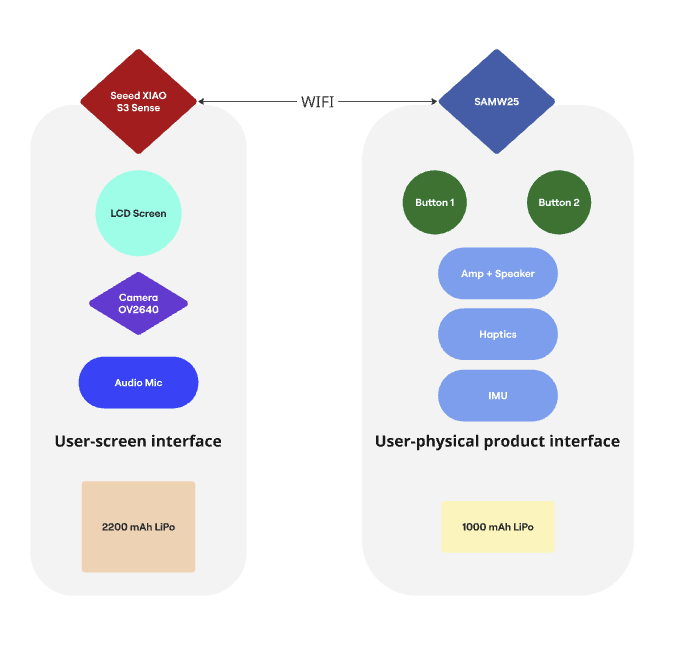 Seeed XIAO
S3 Sense
WIFI
SAMW25
LCD Screen
Button 1
Button 2
Camera
OV2640
Amp + Speaker
Haptics
Audio Mic
IMU
User-screen interface
User-physical product interface
2200 mAh LiPo
1000 mAh LiPo